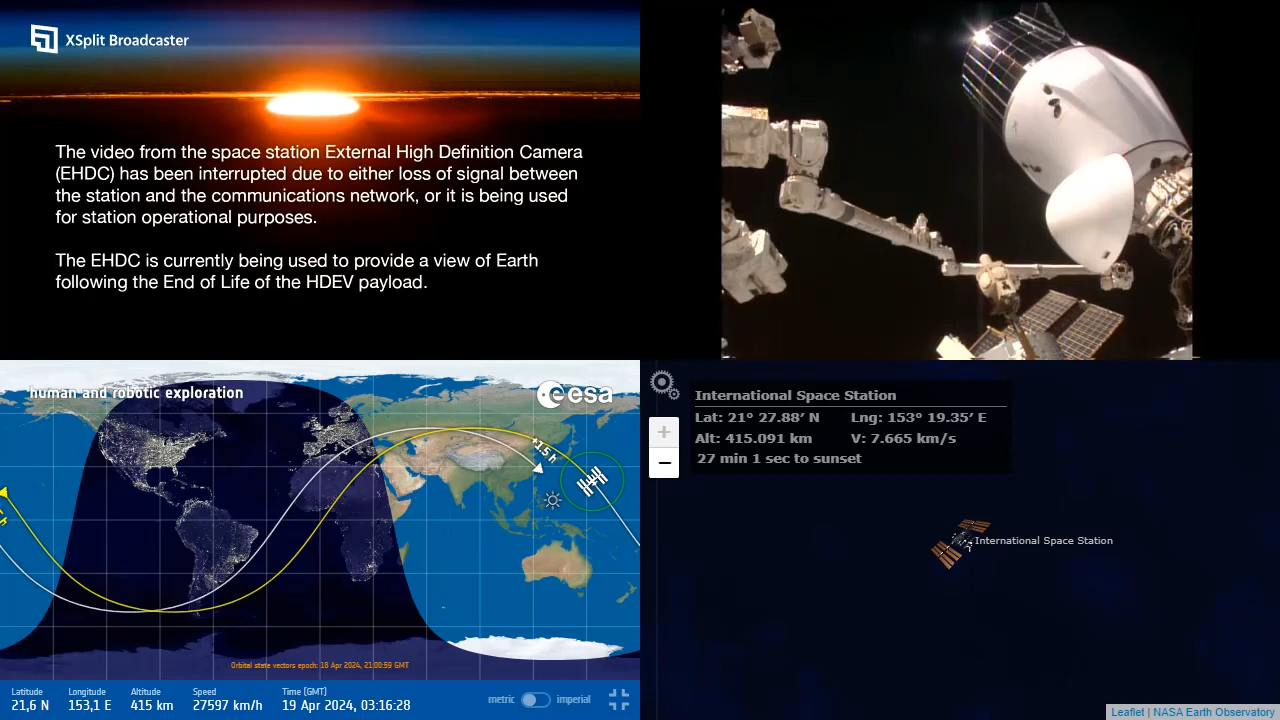 XSplit Broadcaster
The video from the space station External High Definition Camera
(EHDC) has been interrupted due to either loss of signal between
the station and the communications network, or it is being used
for station operational purposes.
The EHDC is currently being used to provide a view of Earth
following the End of Life of the HDEV payload.
human and robotic exploration
esa
+1.5 h
Orbital state vectors epoch: 18 Apr 2024, 21:00:59 GMT
Latitude Longitude Altitude Speed Time (GMT)
21,6 N 153,1 E 415 km 27597 km/h 19 Apr 2024, 03:16:28
metric imperial
International Space Station
Lat: 21° 27.88′ N Lng: 153° 19.35′ E
Alt: 415.091 km V: 7.665 km/s
27 min 1 sec to sunset
+
−
International Space Station
Leaflet | NASA Earth Observatory